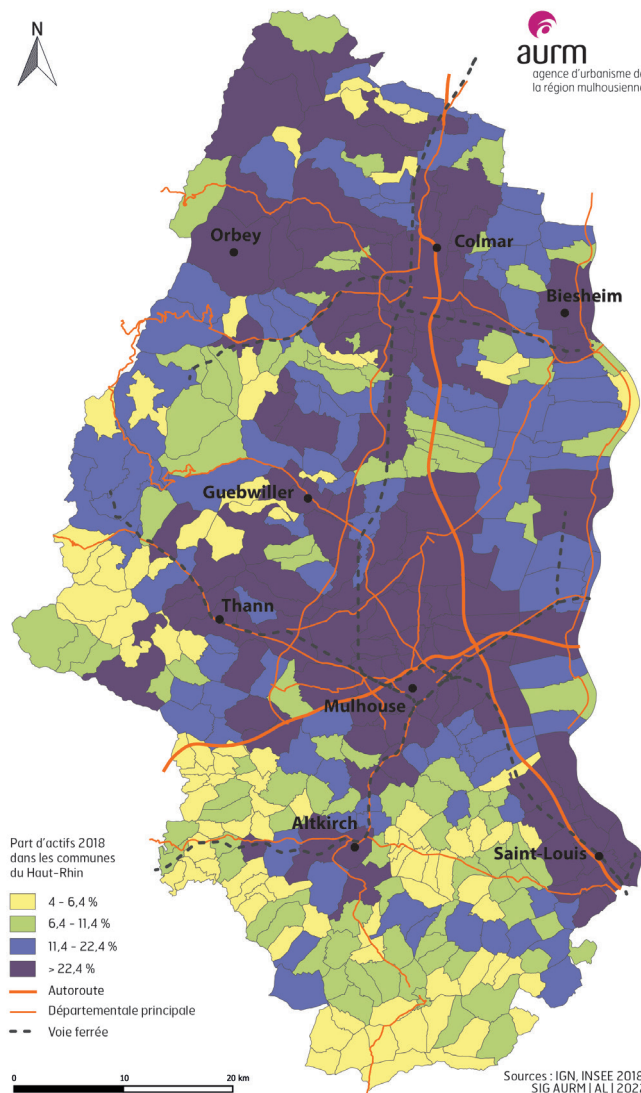 N
aurm
agence d'urbanisme de
la région mulhousienne
Orbey
Colmar
Biesheim
Guebwiller
Thann
Mulhouse
Altkirch
Saint-Louis
Part d'actifs 2018
dans les communes
du Haut-Rhin
4 - 6,4 %
6,4 - 11,4 %
11,4 - 22,4 %
> 22,4 %
Autoroute
Départementale principale
Voie ferrée
0 10 20 km
Sources : IGN, INSEE 2018
SIG AURM | AL | 2022